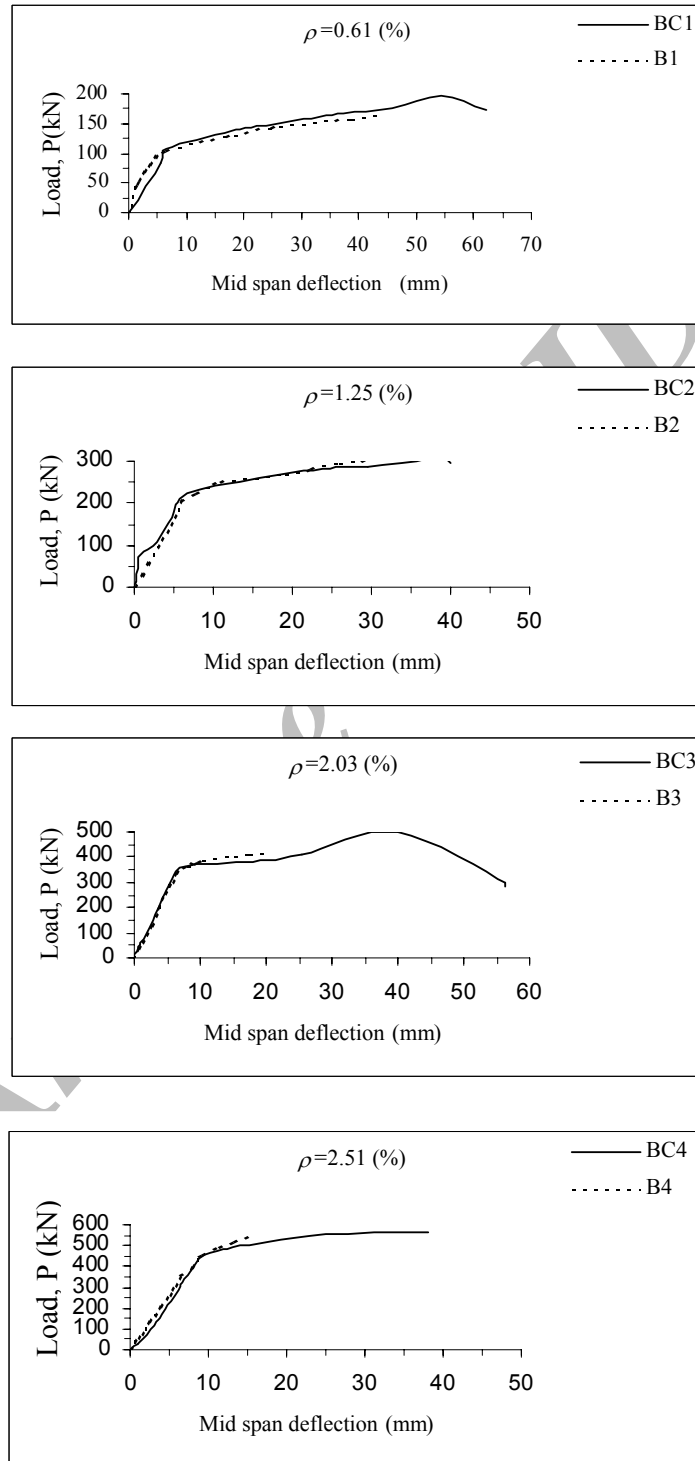 ρ=0.61 (%)
BC1
B1
200
150
100
50
0
Load, P(kN)
0 10 20 30 40 50 60 70
Mid span deflection (mm)
ρ=1.25 (%)
BC2
B2
300
200
100
0
Load, P (kN)
0 10 20 30 40 50
Mid span deflection (mm)
ρ=2.03 (%)
BC3
B3
500
400
300
200
100
0
Load, P (kN)
0 10 20 30 40 50 60
Mid span deflection (mm)
ρ=2.51 (%)
BC4
B4
600
500
400
300
200
100
0
Load, P (kN)
0 10 20 30 40 50
Mid span deflection (mm)